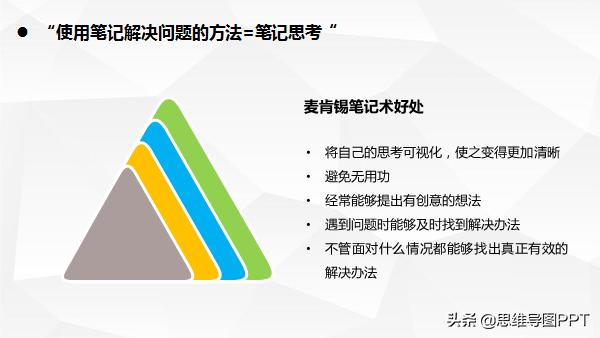 ● “使用笔记解决问题的方法=笔记思考“
麦肯锡笔记术好处
• 将自己的思考可视化，使之变得更加清晰
• 避免无用功
• 经常能够提出有创意的想法
• 遇到问题时能够及时找到解决办法
• 不管面对什么情况都能够找出真正有效的
解决办法
头条 @思维导图PPT